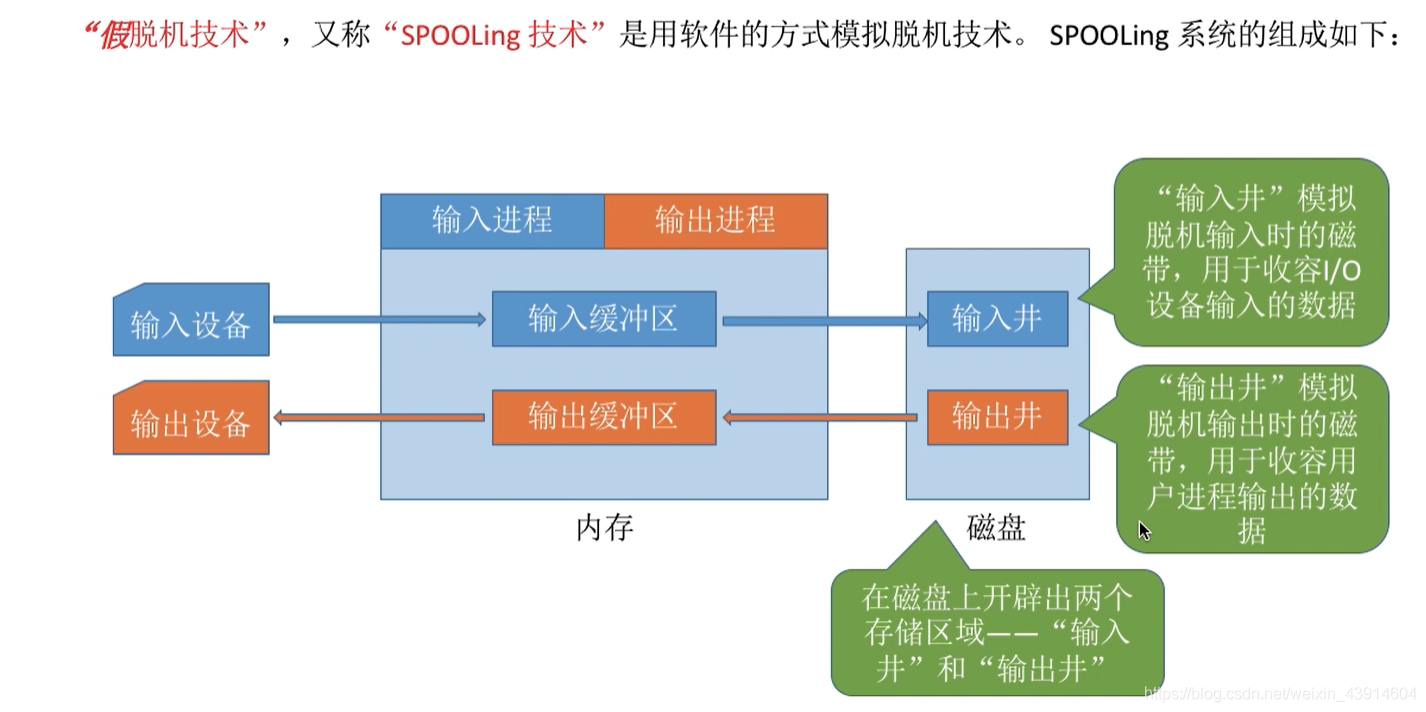 “假脱机技术”，又称“SPOOLing 技术”是用软件的方式模拟脱机技术。 SPOOLing 系统的组成如下：
输入进程
输出进程
输入设备
输入缓冲区
输入井
输出设备
输出缓冲区
输出井
内存
磁盘
“输入井”模拟
脱机输入时的磁
带，用于收容I/O
设备输入的数据
“输出井”模拟
脱机输出时的磁
带，用于收容用
户进程输出的数
据
在磁盘上开辟出两个
存储区域——“输入
井”和“输出井”
https://blog.csdn.net/weixin_43914604